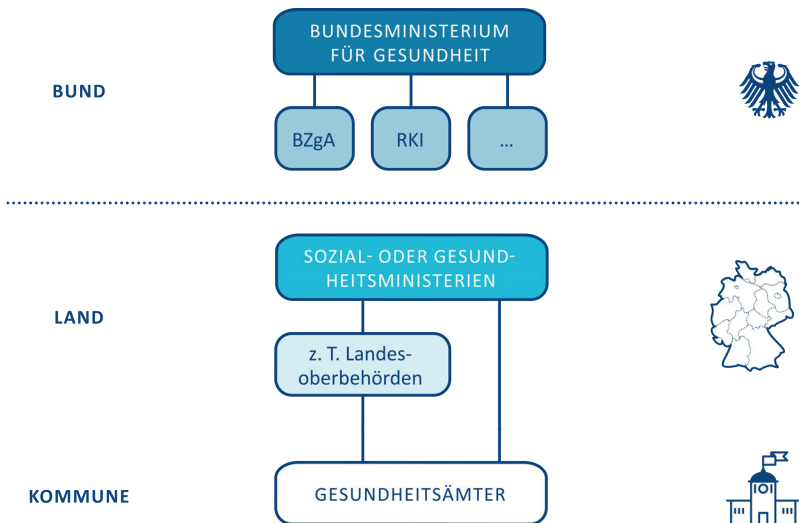 BUNDESMINISTERIUM
FÜR GESUNDHEIT
BUND
BZgA
RKI
...
SOZIAL- ODER GESUND-
HEITSMINISTERIEN
LAND
z. T. Landes-
oberbehörden
KOMMUNE
GESUNDHEITSÄMTER